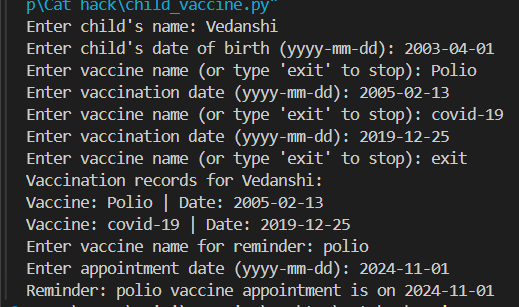 p\Cat hack\child_vaccine.py"
Enter child's name: Vedanshi
Enter child's date of birth (yyyy-mm-dd): 2003-04-01
Enter vaccine name (or type 'exit' to stop): Polio
Enter vaccination date (yyyy-mm-dd): 2005-02-13
Enter vaccine name (or type 'exit' to stop): covid-19
Enter vaccination date (yyyy-mm-dd): 2019-12-25
Enter vaccine name (or type 'exit' to stop): exit
Vaccination records for Vedanshi:
Vaccine: Polio | Date: 2005-02-13
Vaccine: covid-19 | Date: 2019-12-25
Enter vaccine name for reminder: polio
Enter appointment date (yyyy-mm-dd): 2024-11-01
Reminder: polio vaccine appointment is on 2024-11-01